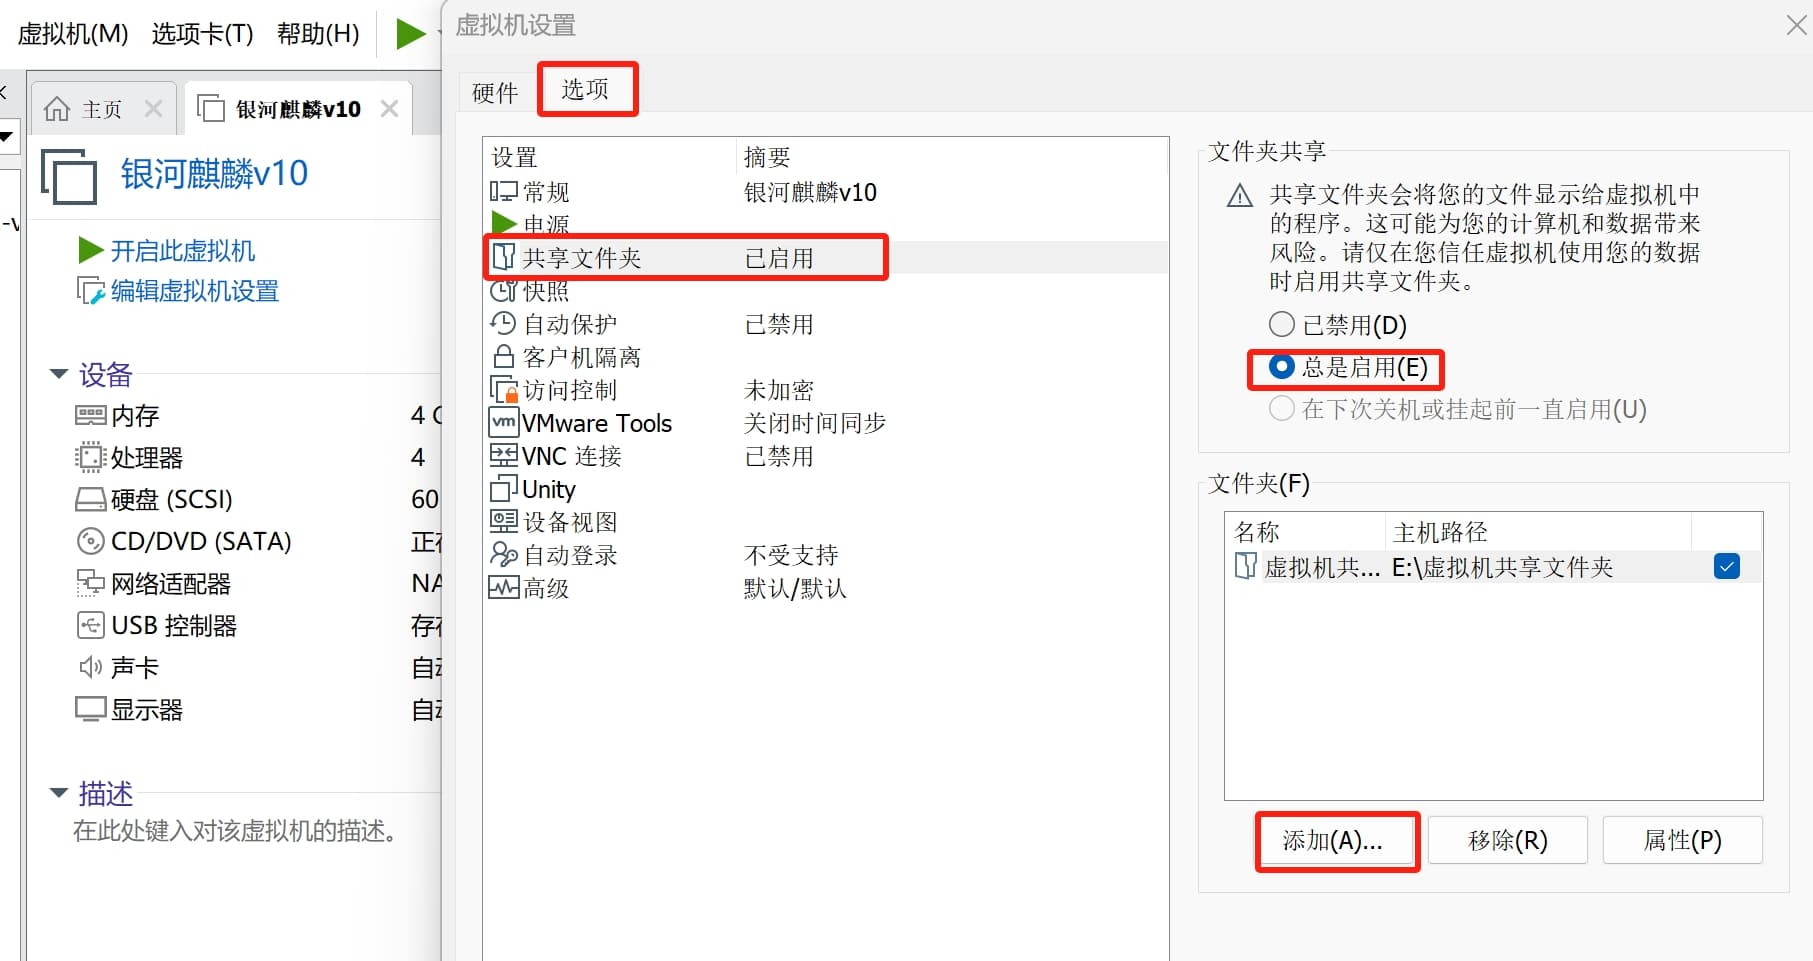 虚拟机(M) 选项卡(T) 帮助(H)
主页
银河麒麟v10
银河麒麟v10
开启此虚拟机
编辑虚拟机设置
设备
内存 4
处理器 4
硬盘 (SCSI) 60
CD/DVD (SATA) 正
网络适配器 NA
USB 控制器 存
声卡 自
显示器 自
描述
在此处键入对该虚拟机的描述。
虚拟机设置
硬件 选项
设置 摘要
常规 银河麒麟v10
电源
共享文件夹 已启用
快照
自动保护 已禁用
客户机隔离
访问控制 未加密
vm VMware Tools 关闭时间同步
VNC 连接 已禁用
Unity
设备视图
自动登录 不受支持
高级 默认/默认
文件夹共享
共享文件夹会将您的文件显示给虚拟机中
的程序。这可能为您的计算机和数据带来
风险。请仅在您信任虚拟机使用您的数据
时启用共享文件夹。
已禁用(D)
总是启用(E)
在下次关机或挂起前一直启用(U)
文件夹(F)
名称 主机路径
虚拟机共... E:\虚拟机共享文件夹
添加(A)... 移除(R) 属性(P)